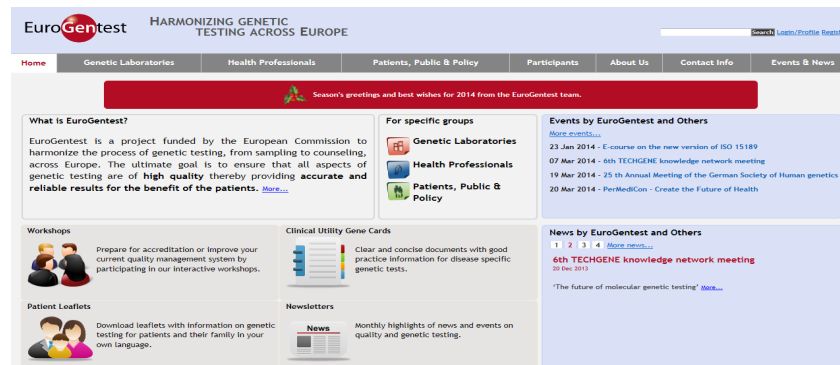 EuroGentest
HARMONIZING GENETIC
TESTING ACROSS EUROPE
Search Login/Profile
Home Genetic Laboratories Health Professionals Patients, Public & Policy Participants About Us Contact Info Events & News
Season's greetings and best wishes for 2014 from the EuroGentest team.
What is EuroGentest?
EuroGentest is a project funded by the European Commission to
harmonize the process of genetic testing, from sampling to counseling,
across Europe. The ultimate goal is to ensure that all aspects of
genetic testing are of high quality thereby providing accurate and
reliable results for the benefit of the patients. More...
For specific groups
Genetic Laboratories
Health Professionals
Patients, Public &
Policy
Events by EuroGentest and Others
More events...
23 Jan 2014 - E-course on the new version of ISO 15189
07 Mar 2014 - 6th TECHGENE knowledge network meeting
19 Mar 2014 - 25 th Annual Meeting of the German Society of Human genetics
20 Mar 2014 - PerMediCon - Create the Future of Health
Workshops
Prepare for accreditation or improve your
current quality management system by
participating in our interactive workshops.
Clinical Utility Gene Cards
Clear and concise documents with good
practice information for disease specific
genetic tests.
News by EuroGentest and Others
1 2 3 4 More news...
6th TECHGENE knowledge network meeting
20 Dec 2013
'The future of molecular genetic testing' More...
Patient Leaflets
Download leaflets with information on genetic
testing for patients and their family in your
own language.
Newsletters
News
Monthly highlights of news and events on
quality and genetic testing.